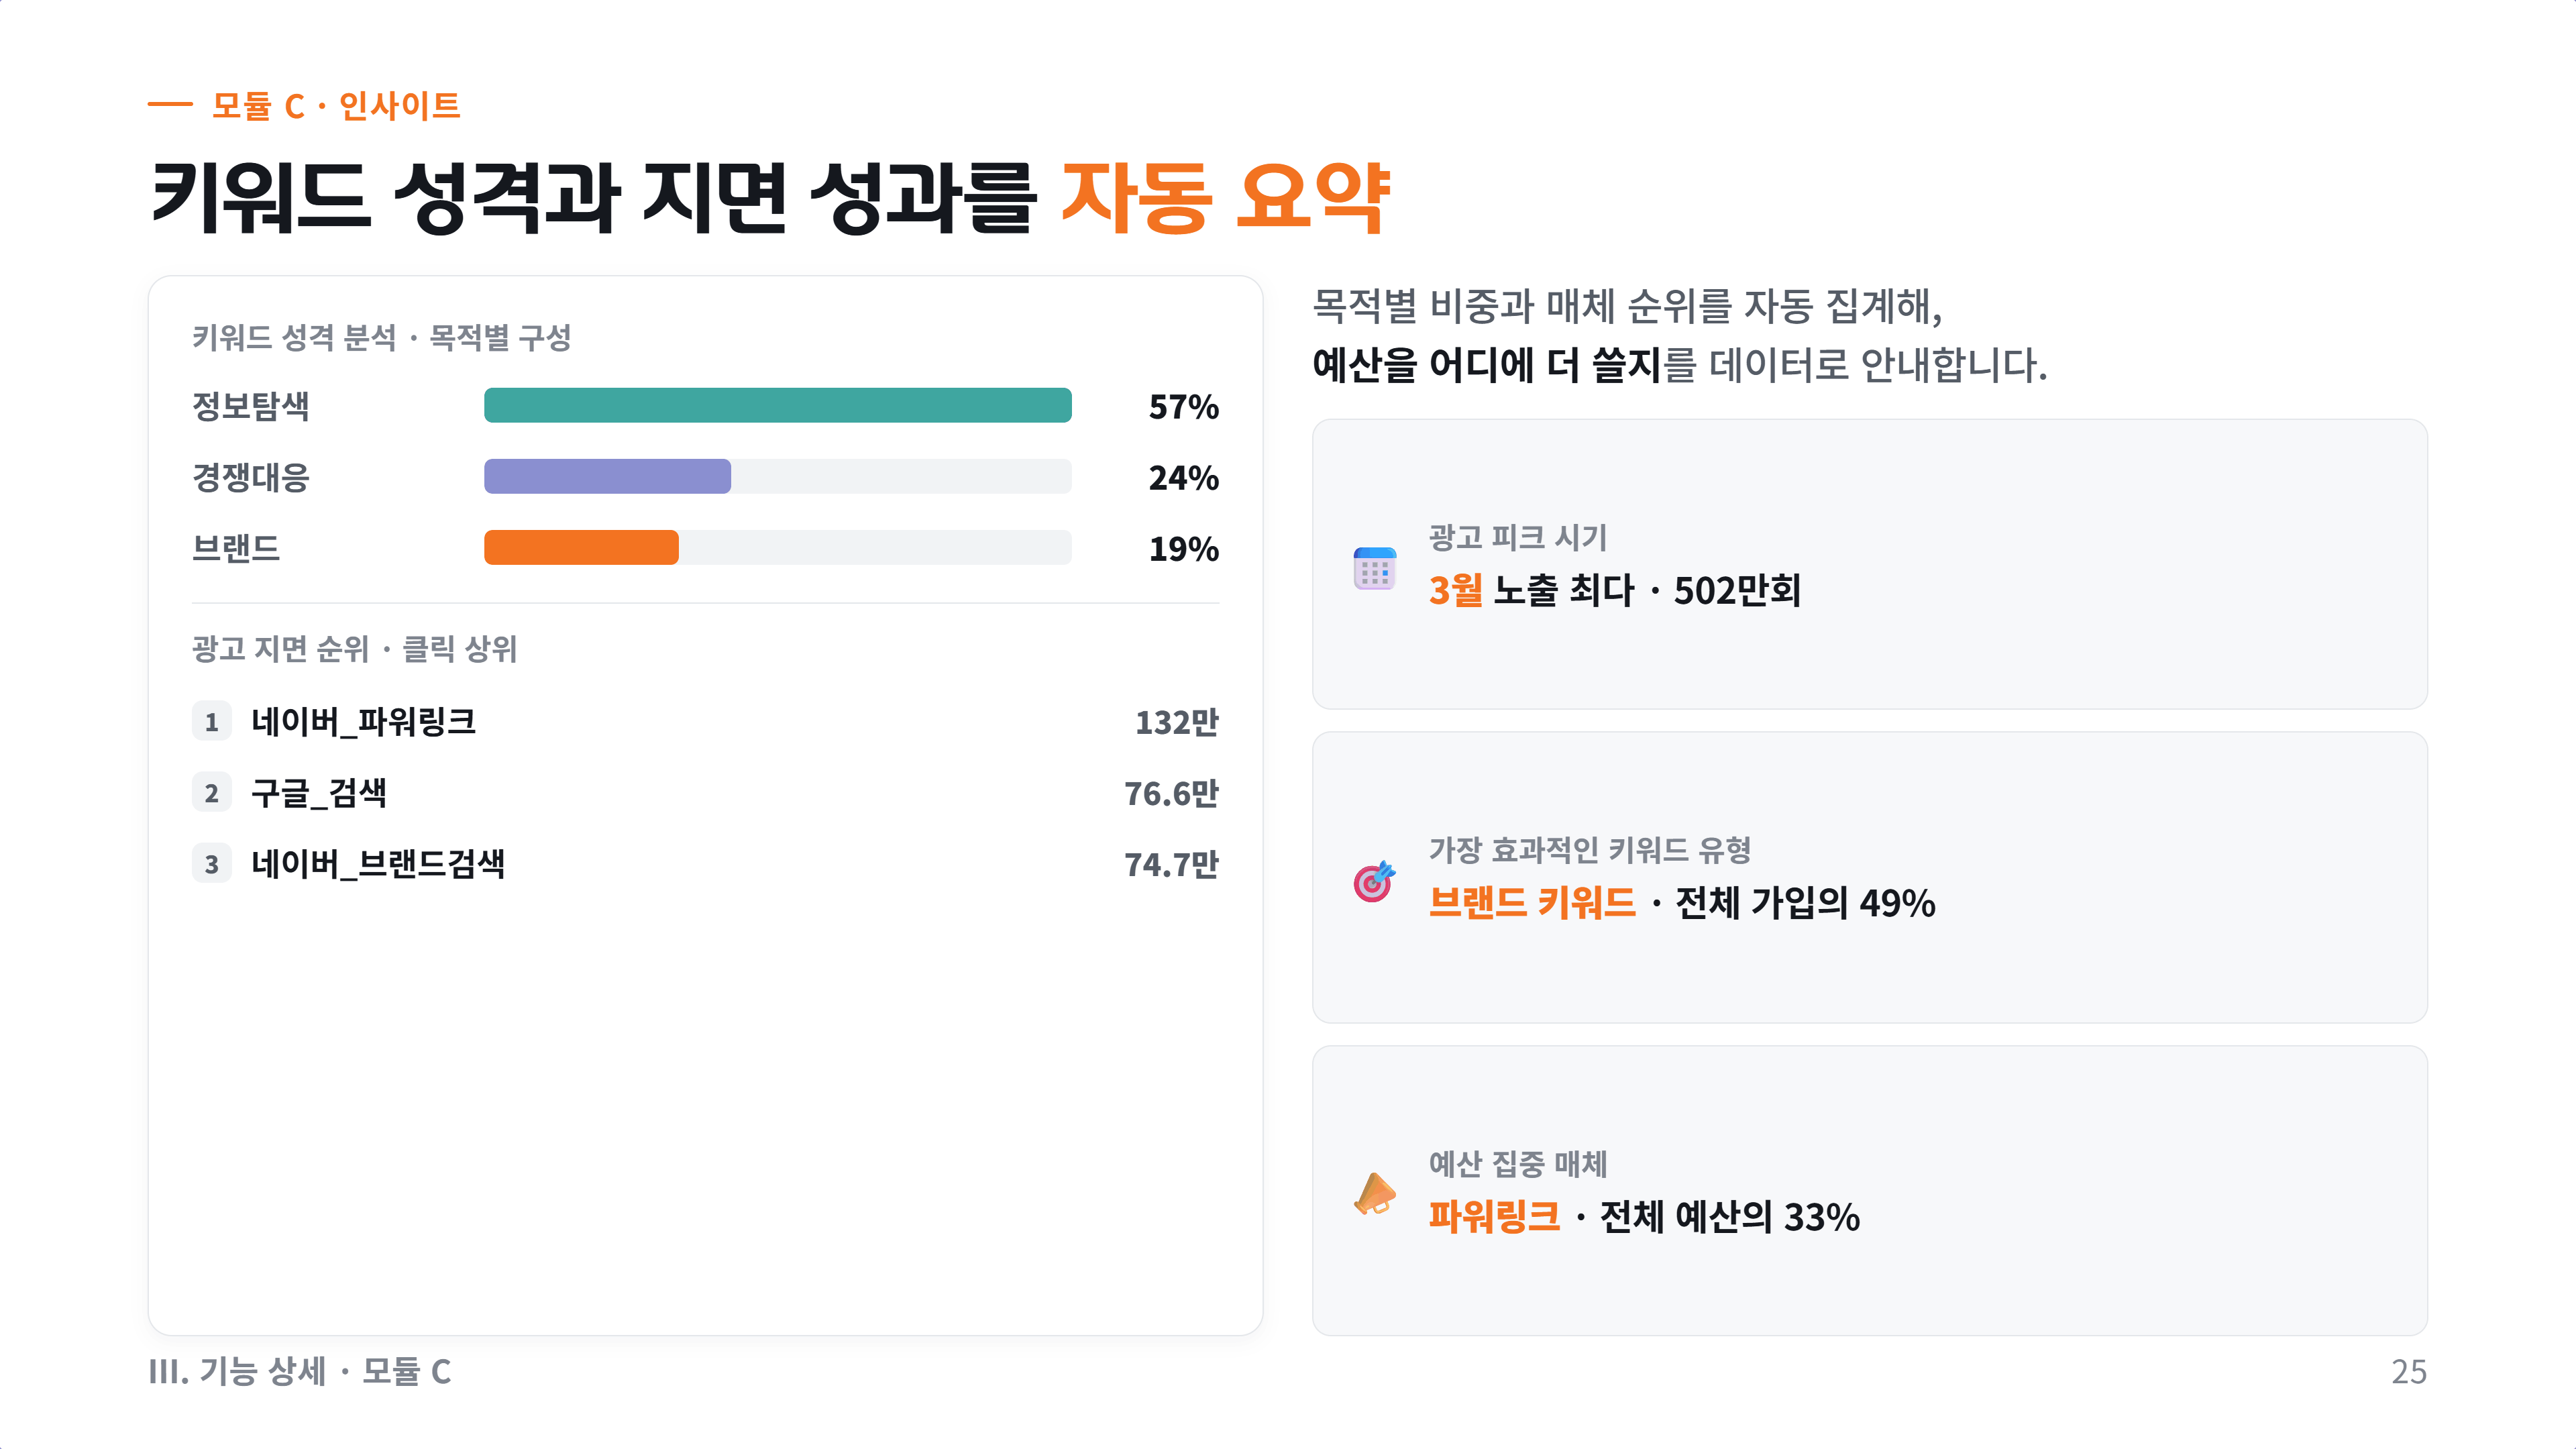 모듈 C · 인사이트
키워드 성격과 지면 성과를 자동 요약
키워드 성격 분석 · 목적별 구성
정보탐색 57%
경쟁대응 24%
브랜드 19%
광고 지면 순위 · 클릭 상위
1 네이버_파워링크 132만
2 구글_검색 76.6만
3 네이버_브랜드검색 74.7만
목적별 비중과 매체 순위를 자동 집계해,
예산을 어디에 더 쓸지를 데이터로 안내합니다.
광고 피크 시기
3월 노출 최다 · 502만회
가장 효과적인 키워드 유형
브랜드 키워드 · 전체 가입의 49%
예산 집중 매체
파워링크 · 전체 예산의 33%
III. 기능 상세 · 모듈 C
25